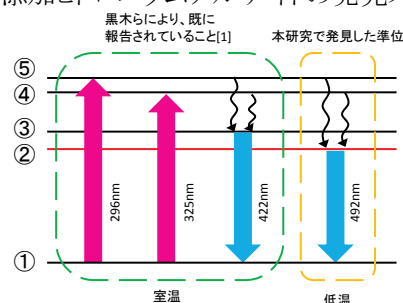 黒木らにより、既に
報告されていること[1]
本研究で発見した準位
⑤
④
③
②
①
296nm
325nm
422nm
492nm
室温
低温